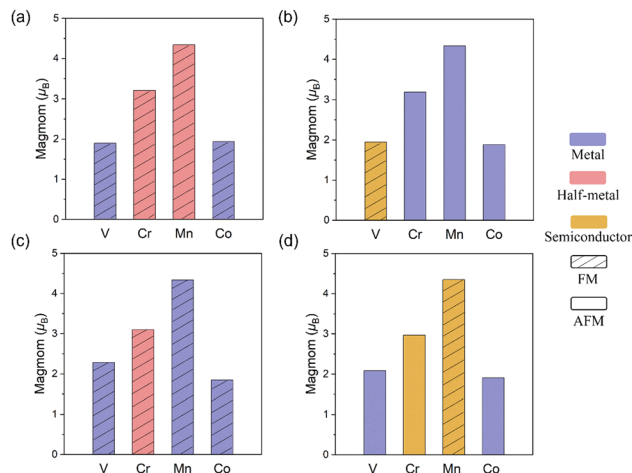 (a)
5
4
3
2
1
0
Magmom (μB)
V Cr Mn Co
(b)
5
4
3
2
1
0
Magmom (μB)
V Cr Mn Co
(c)
5
4
3
2
1
0
Magmom (μB)
V Cr Mn Co
(d)
5
4
3
2
1
0
Magmom (μB)
V Cr Mn Co
Metal
Half-metal
Semiconductor
FM
AFM